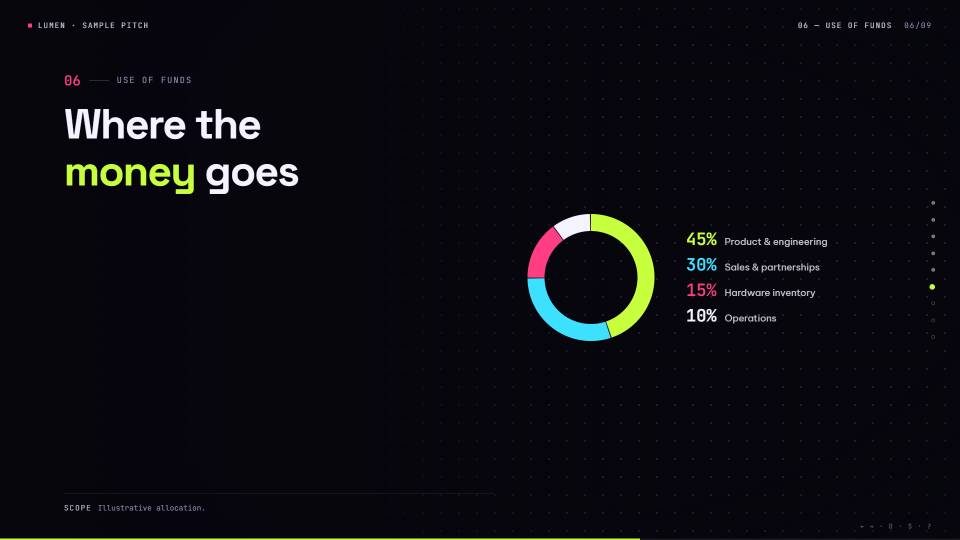 LUMEN · SAMPLE PITCH
06 — USE OF FUNDS 06/09
06 — USE OF FUNDS
Where the
money goes
45% Product & engineering
30% Sales & partnerships
15% Hardware inventory
10% Operations
SCOPE Illustrative allocation.